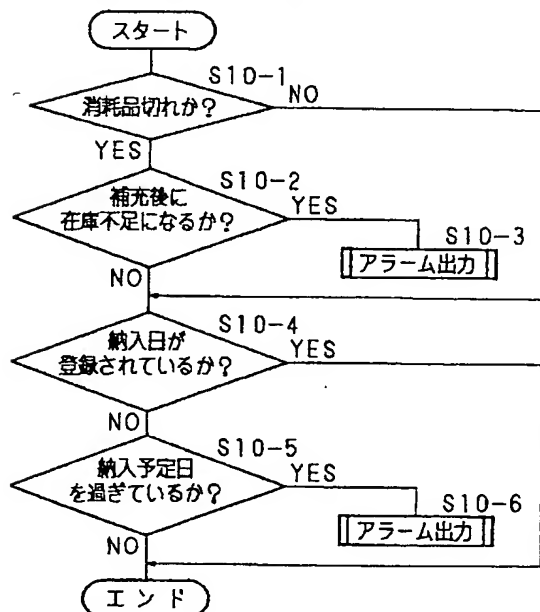 スタート
S10-1
消耗品切れか?
NO
YES
S10-2
補充後に
在庫不足になるか?
YES
S10-3
アラーム出力
NO
S10-4
納入日が
登録されているか?
YES
NO
S10-5
納入予定日
を過ぎているか?
YES
S10-6
アラーム出力
NO
エンド